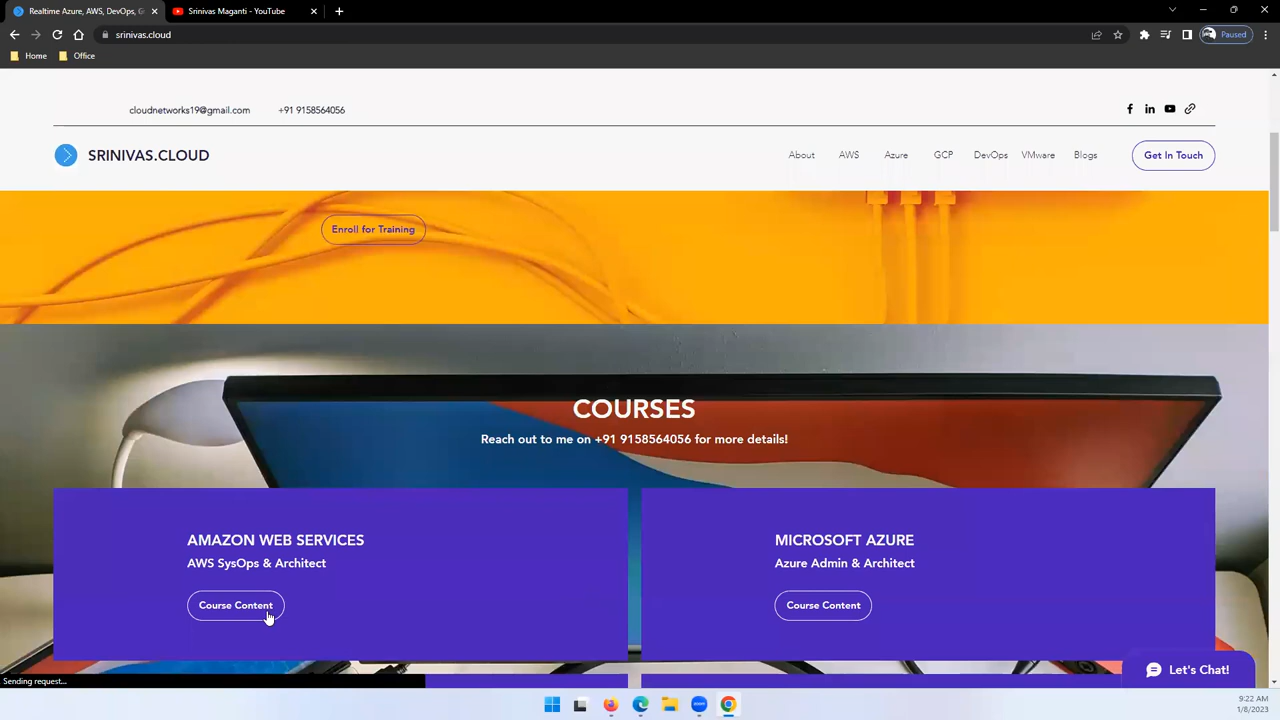 Realtime Azure, AWS, DevOps, G
Srinivas Maganti - YouTube
srinivas.cloud
Paused
Home
Office
cloudnetworks19@gmail.com
+91 9158564056
SRINIVAS.CLOUD
About
AWS
Azure
GCP
DevOps
VMware
Blogs
Get In Touch
Enroll for Training
COURSES
Reach out to me on +91 9158564056 for more details!
AMAZON WEB SERVICES
AWS SysOps & Architect
Course Content
MICROSOFT AZURE
Azure Admin & Architect
Course Content
Let's Chat!
Sending request...
9:22 AM
1/8/2023